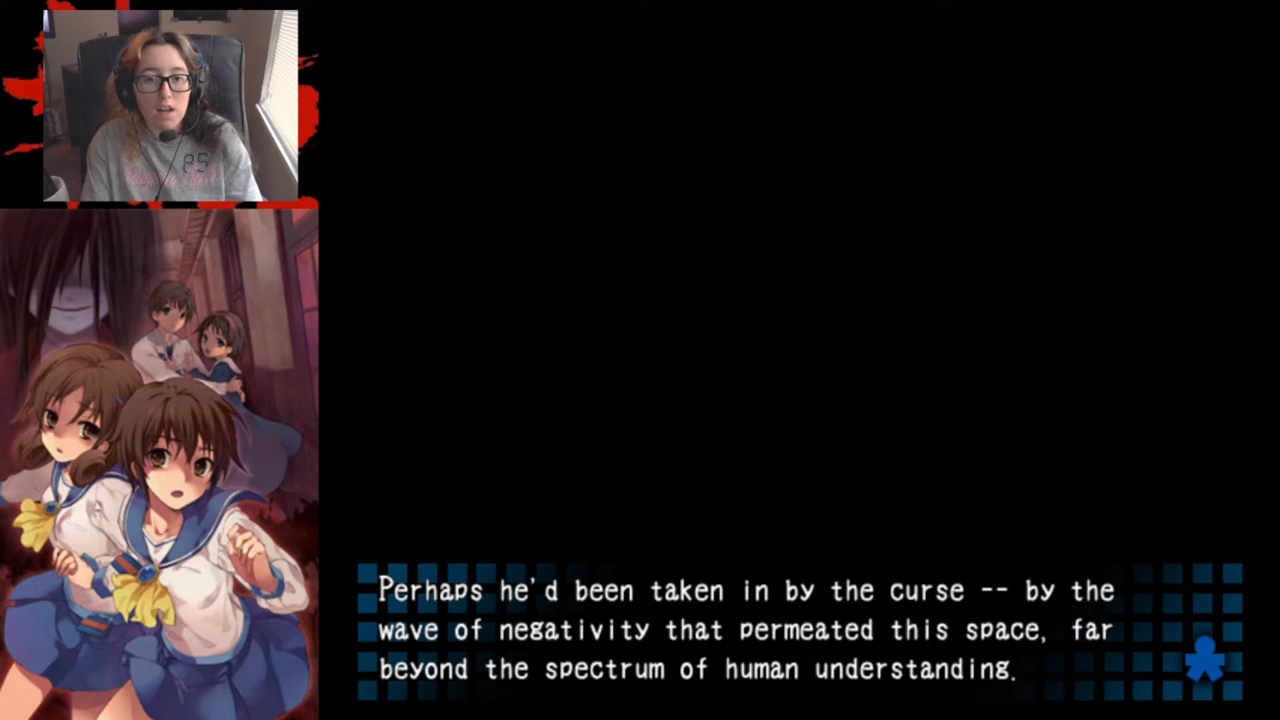 85
Perhaps he'd been taken in by the curse -- by the
wave of negativity that permeated this space, far
beyond the spectrum of human understanding.